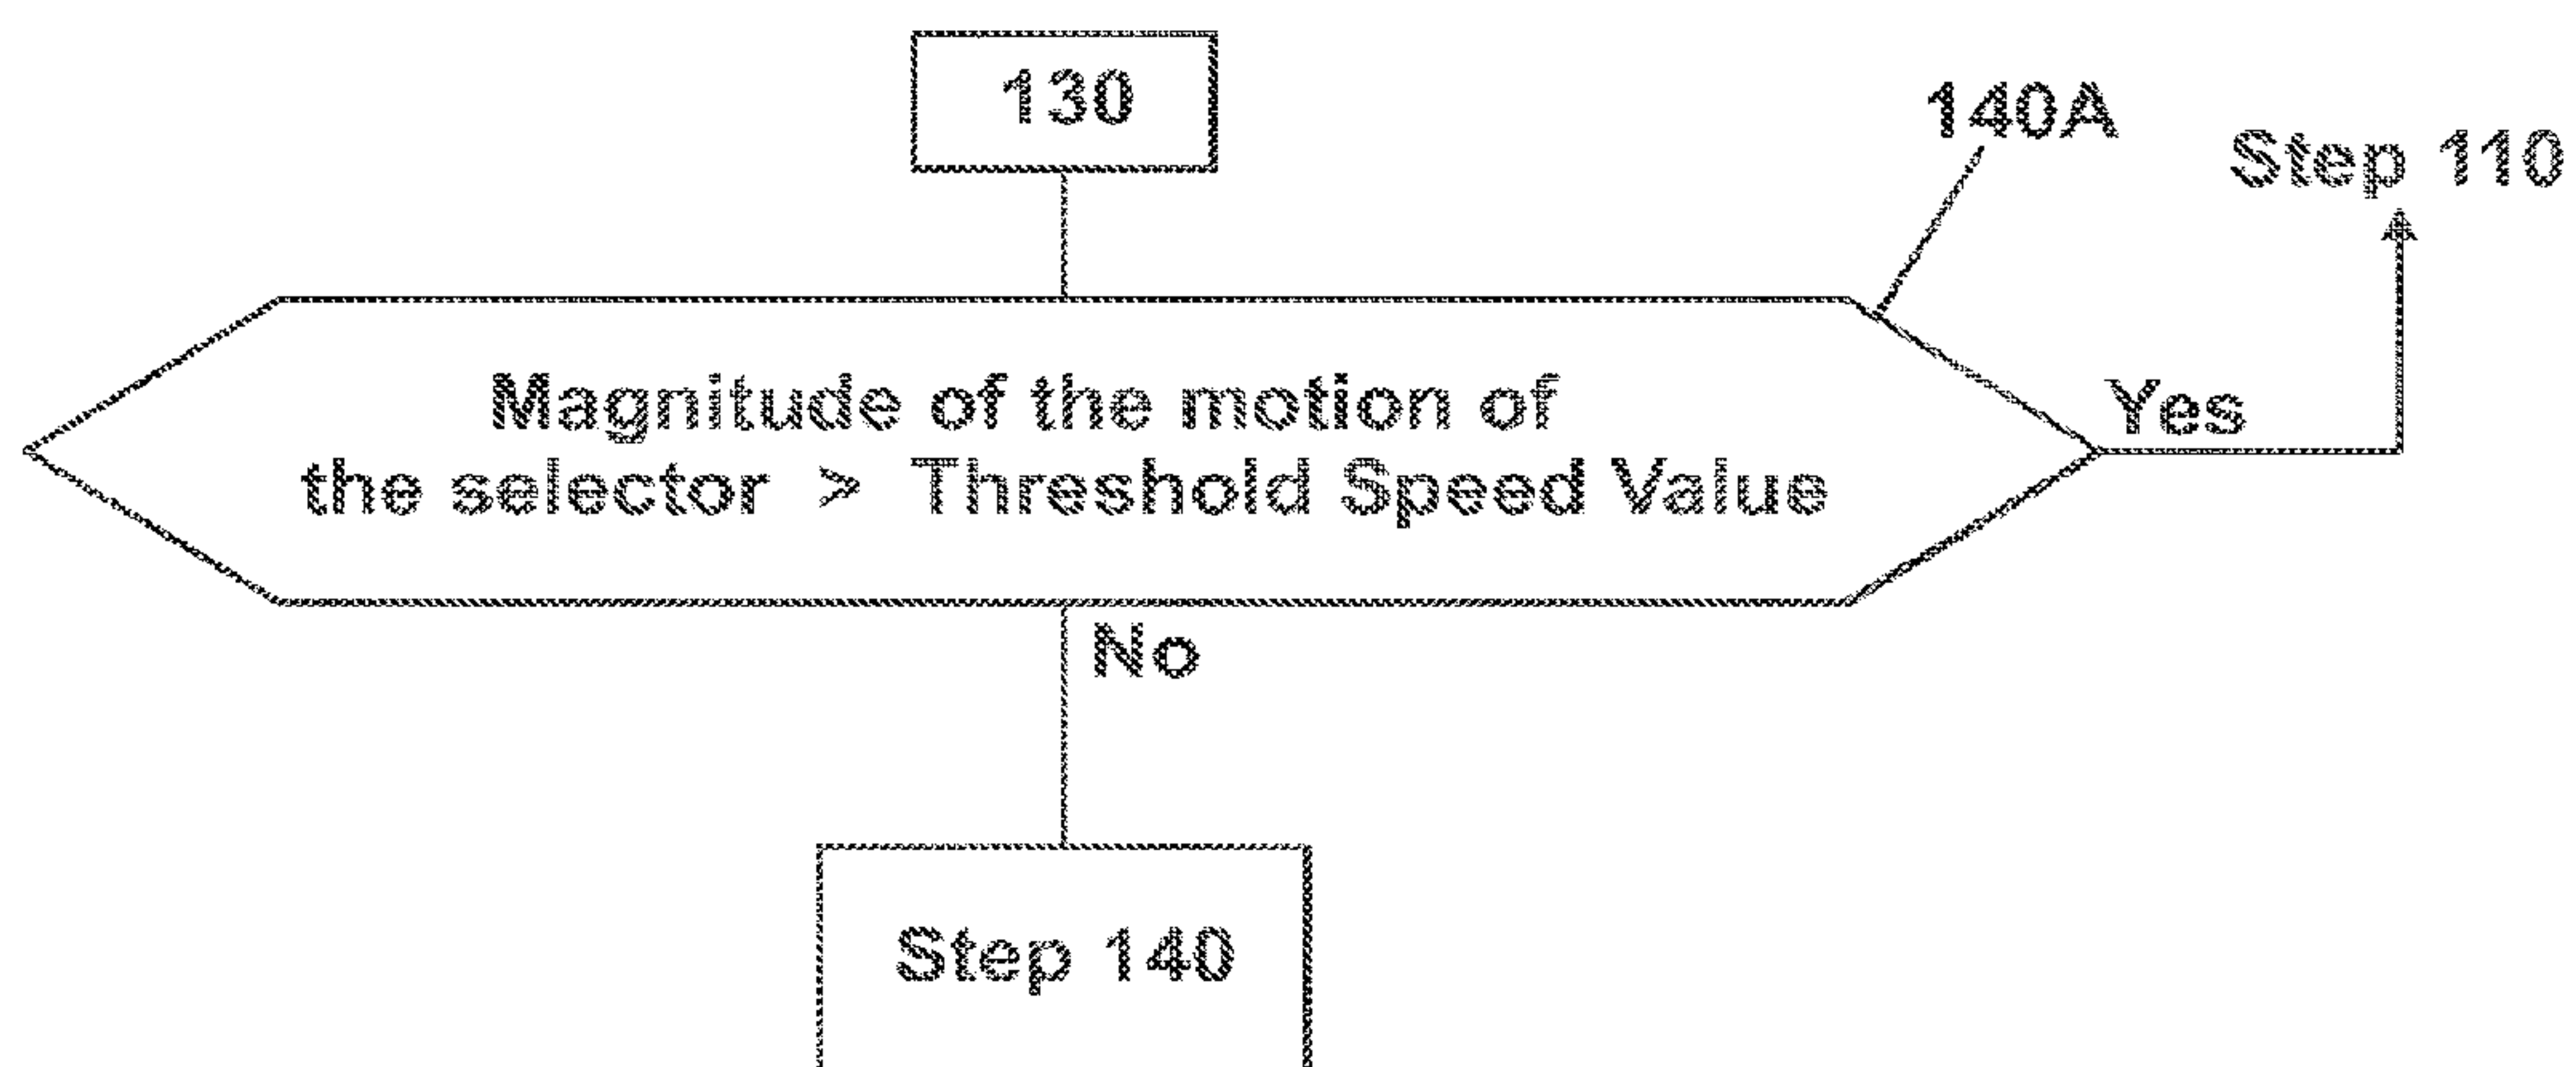 130
140A
Step 110
Magnitude of the motion of
the selector > Threshold Speed Value
Yes
No
Step 140